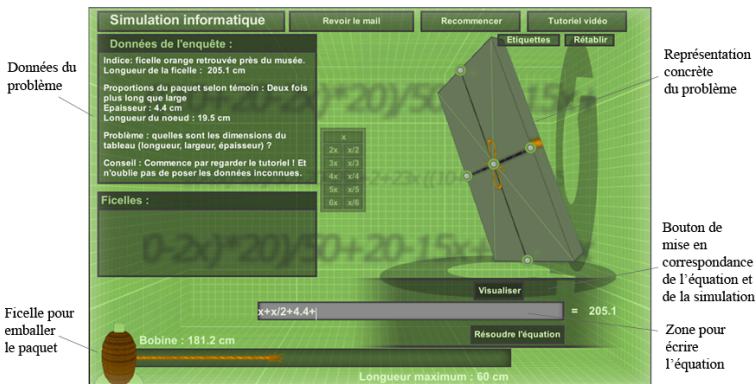 Simulation informatique
Revoir le mail
Recommencer
Tutoriel vidéo
Etiquettes
Rétablir
Données de l'enquête :
Indice: ficelle orange retrouvée près du musée.
Longueur de la ficelle : 205.1 cm
Proportions du paquet selon témoin : Deux fois
plus long que large
Epaisseur : 4.4 cm
Longueur du noeud : 19.5 cm
Problème : quelles sont les dimensions du
tableau (longueur, largeur, épaisseur) ?
Conseil : Commence par regarder le tutoriel ! Et
n'oublie pas de poser les données inconnues.
x
2x x/2
3x x/3
4x x/4
5x x/5
6x x/6
Ficelles :
0-2x)*20)/50+20-15x+
Visualiser
x+x/2+4.4+ = 205.1
Résoudre l'équation
Bobine : 181.2 cm
Longueur maximum : 60 cm
Données du
problème
Ficelle pour
emballer
le paquet
Représentation
concrète
du problème
Bouton de
mise en
correspondance
de l'équation et
de la simulation
Zone pour
écrire
l'équation